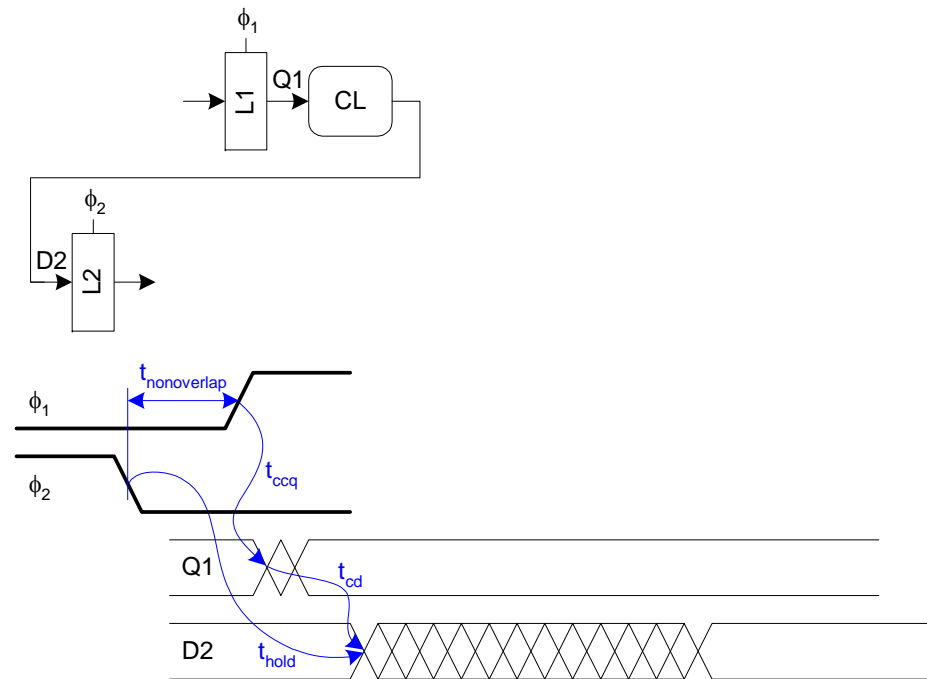 ϕ1
L1
Q1
CL
ϕ2
D2
L2
tnonoverlap
ϕ1
tccq
ϕ2
Q1
tcd
D2
thold